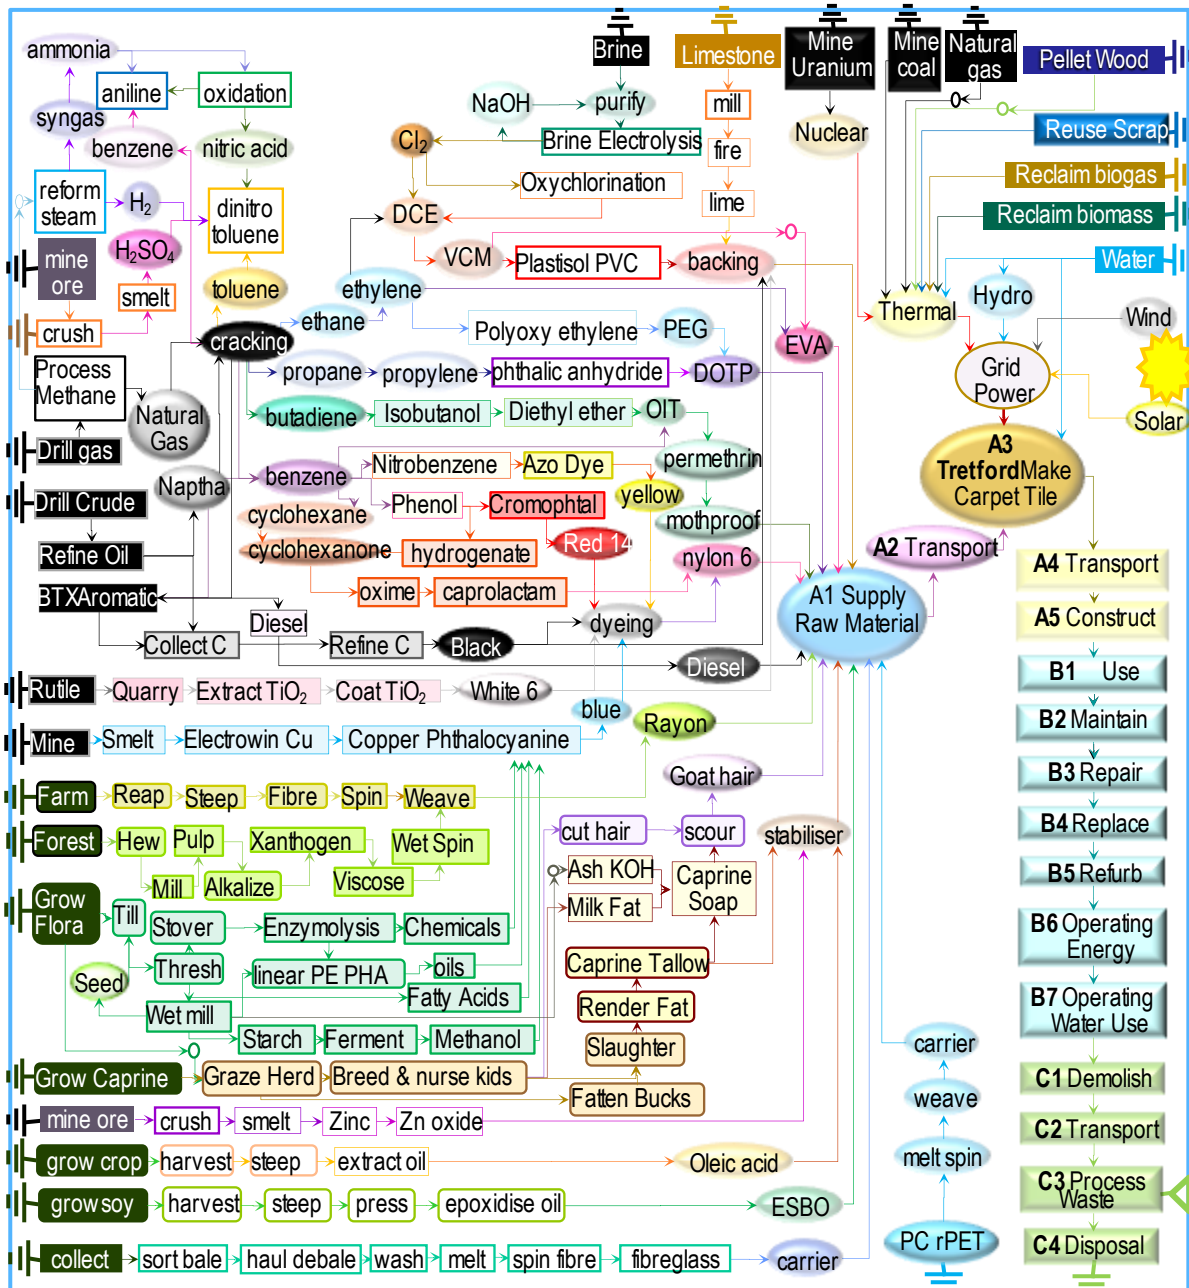 ammonia
aniline
oxidation
syngas
benzene
nitric acid
reform
steam
H₂
dinitro
toluene
H₂SO₄
mine
ore
smelt
toluene
crush
cracking
Process
Methane
Natural
Gas
Drill gas
Drill Crude
Naptha
Refine Oil
BTXAromatic
Collect C
Diesel
Refine C
Black
Diesel
Brine
NaOH
purify
Cl₂
Brine Electrolysis
Oxychlorination
DCE
VCM
Plastisol PVC
backing
Limestone
mill
fire
lime
ethylene
ethane
Polyoxy ethylene
PEG
EVA
propane
propylene
phthalic anhydride
DOTP
butadiene
Isobutanol
Diethyl ether
OIT
benzene
Nitrobenzene
Azo Dye
permethrin
yellow
cyclohexane
Phenol
Cromophtal
mothproof
cyclohexanone
hydrogenate
Red 14
nylon 6
oxime
caprolactam
dyeing
Mine
Uranium
Mine
coal
Natural
gas
Pellet Wood
Nuclear
Reuse Scrap
Reclaim biogas
Reclaim biomass
Water
Thermal
Hydro
Wind
Grid
Power
Solar
A3
TretfordMake
Carpet Tile
A2 Transport
A1 Supply
Raw Material
A4 Transport
A5 Construct
B1 Use
B2 Maintain
B3 Repair
B4 Replace
B5 Refurb
B6 Operating
Energy
B7 Operating
Water Use
C1 Demolish
C2 Transport
C3 Process
Waste
C4 Disposal
Rutile
Quarry
Extract TiO₂
Coat TiO₂
White 6
blue
Rayon
Mine
Smelt
Electrowin Cu
Copper Phthalocyanine
Goat hair
Farm
Reap
Steep
Fibre
Spin
Weave
Forest
Hew
Pulp
Xanthogen
Wet Spin
cut hair
scour
stabiliser
Mill
Alkalize
Viscose
Ash KOH
Caprine
Soap
Milk Fat
Grow
Flora
Till
Stover
Enzymolysis
Chemicals
Thresh
linear PE PHA
oils
Caprine Tallow
Seed
Fatty Acids
Render Fat
Wet mill
Starch
Ferment
Methanol
Slaughter
Grow Caprine
Graze Herd
Breed & nurse kids
Fatten Bucks
mine ore
crush
smelt
Zinc
Zn oxide
grow crop
harvest
steep
extract oil
Oleic acid
grow soy
harvest
steep
press
epoxidise oil
ESBO
collect
sort bale
haul debale
wash
melt
spin fibre
fibreglass
carrier
carrier
weave
melt spin
PC rPET